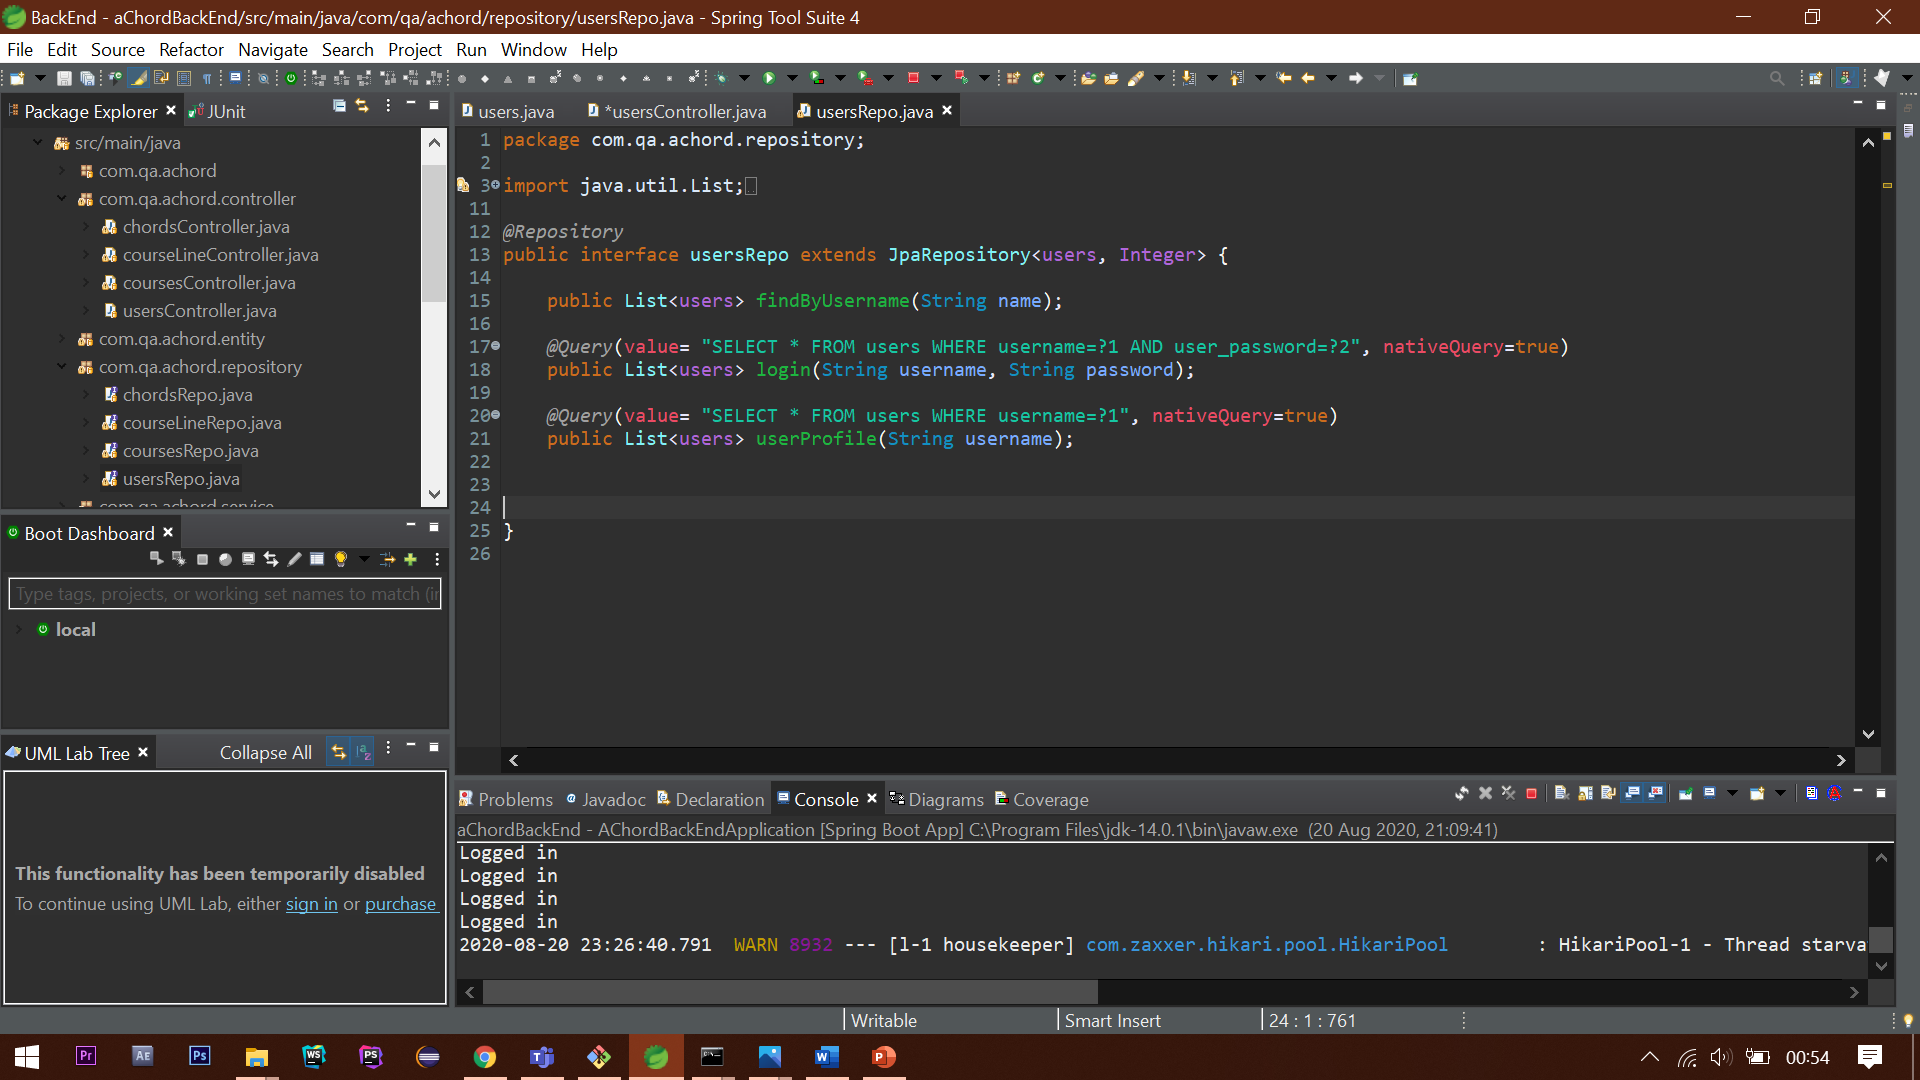 BackEnd - aChordBackEnd/src/main/java/com/qa/achord/repository/usersRepo.java - Spring Tool Suite 4
File Edit Source Refactor Navigate Search Project Run Window Help
Package Explorer JUnit
src/main/java
com.qa.achord
com.qa.achord.controller
chordsController.java
courseLineController.java
coursesController.java
usersController.java
com.qa.achord.entity
com.qa.achord.repository
chordsRepo.java
courseLineRepo.java
coursesRepo.java
usersRepo.java
com.qa.achord.service
Boot Dashboard
Type tags, projects, or working set names to match (in
local
UML Lab Tree Collapse All
This functionality has been temporarily disabled
To continue using UML Lab, either sign in or purchase
users.java *usersController.java usersRepo.java
1 package com.qa.achord.repository;
2
3 import java.util.List;
11
12 @Repository
13 public interface usersRepo extends JpaRepository<users, Integer> {
14
15 public List<users> findByUsername(String name);
16
17 @Query(value= "SELECT * FROM users WHERE username=?1 AND user_password=?2", nativeQuery=true)
18 public List<users> login(String username, String password);
19
20 @Query(value= "SELECT * FROM users WHERE username=?1", nativeQuery=true)
21 public List<users> userProfile(String username);
22
23
24
25 }
26
Problems Javadoc Declaration Console Diagrams Coverage
aChordBackEnd - AChordBackEndApplication [Spring Boot App] C:\Program Files\jdk-14.0.1\bin\javaw.exe (20 Aug 2020, 21:09:41)
Logged in
Logged in
Logged in
Logged in
2020-08-20 23:26:40.791 WARN 8932 --- [l-1 housekeeper] com.zaxxer.hikari.pool.HikariPool : HikariPool-1 - Thread starva
Writable Smart Insert 24 : 1 : 761
Pr AE Ps WS PS W P 00:54